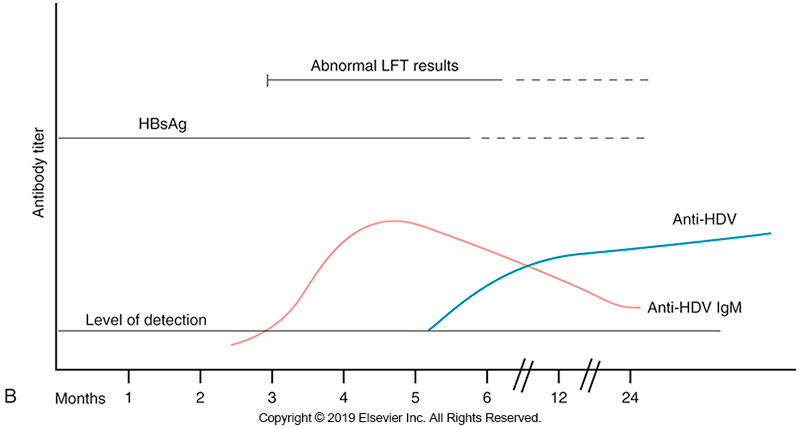 Abnormal LFT results
HBsAg
Antibody titer
Anti-HDV
Anti-HDV IgM
Level of detection
B
Months 1 2 3 4 5 6 12 24
Copyright © 2019 Elsevier Inc. All Rights Reserved.